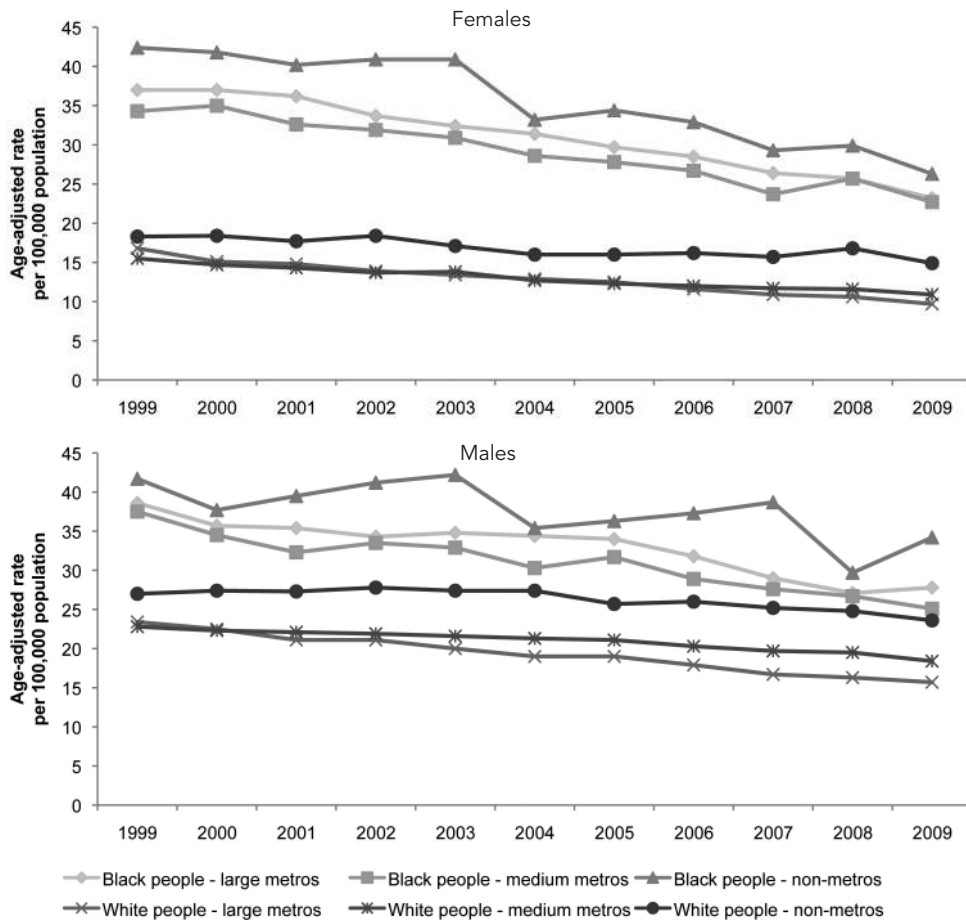 Females
Age-adjusted rate
per 100,000 population
45
40
35
30
25
20
15
10
5
0
1999 2000 2001 2002 2003 2004 2005 2006 2007 2008 2009
Males
Age-adjusted rate
per 100,000 population
45
40
35
30
25
20
15
10
5
0
1999 2000 2001 2002 2003 2004 2005 2006 2007 2008 2009
Black people - large metros Black people - medium metros Black people - non-metros
White people - large metros White people - medium metros White people - non-metros